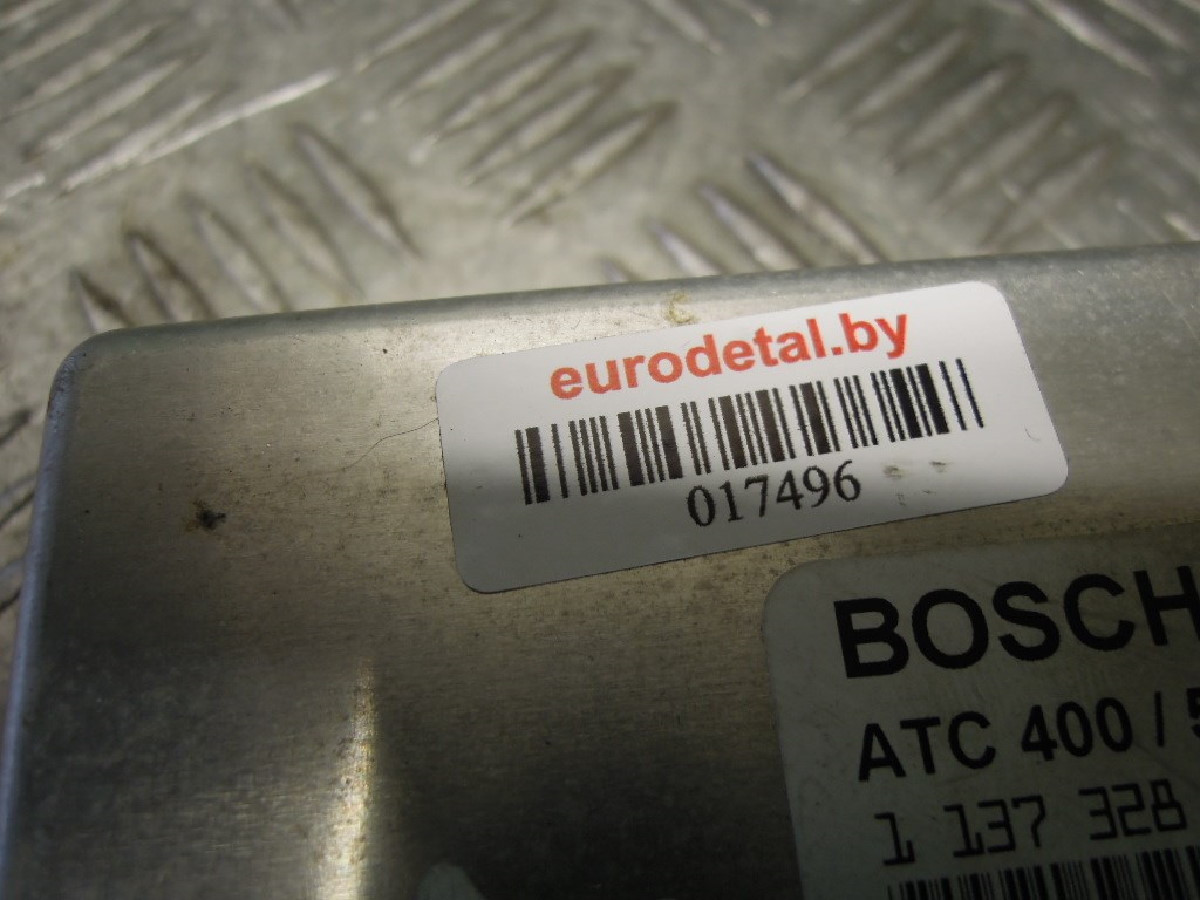 eurodetal.by
017496
BOSCH
ATC 400 / 5
1 137 328